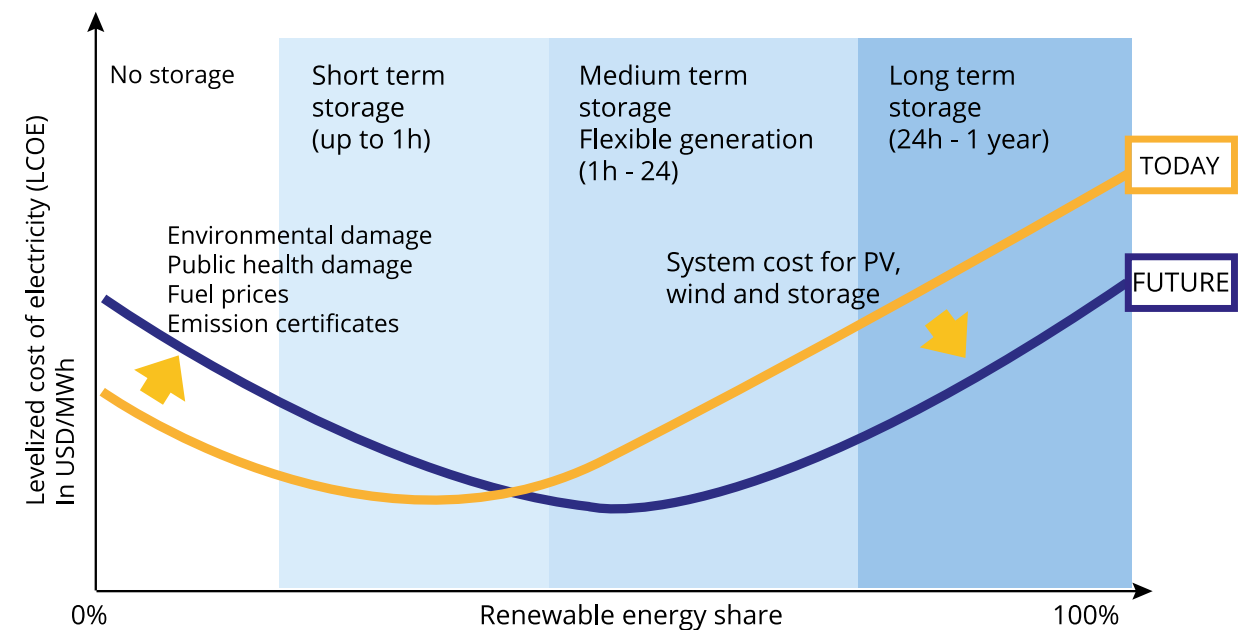 No storage
Short term
storage
(up to 1h)
Medium term
storage
Flexible generation
(1h - 24)
Long term
storage
(24h - 1 year)
TODAY
Environmental damage
Public health damage
Fuel prices
Emission certificates
System cost for PV,
wind and storage
FUTURE
Levelized cost of electricity (LCOE)
In USD/MWh
0%
Renewable energy share
100%